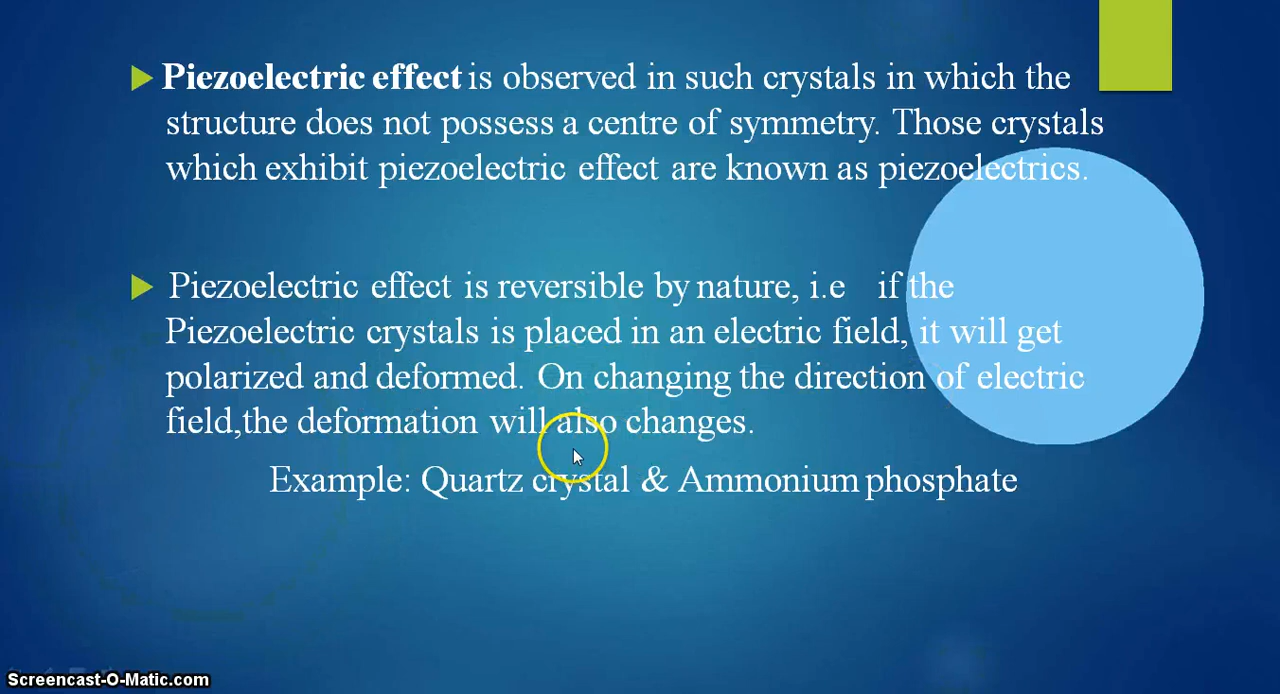 Piezoelectric effect is observed in such crystals in which the
structure does not possess a centre of symmetry. Those crystals
which exhibit piezoelectric effect are known as piezoelectrics.
Piezoelectric effect is reversible by nature, i.e if the
Piezoelectric crystals is placed in an electric field, it will get
polarized and deformed. On changing the direction of electric
field,the deformation will also changes.
Example: Quartz crystal & Ammonium phosphate
Screencast-O-Matic.com